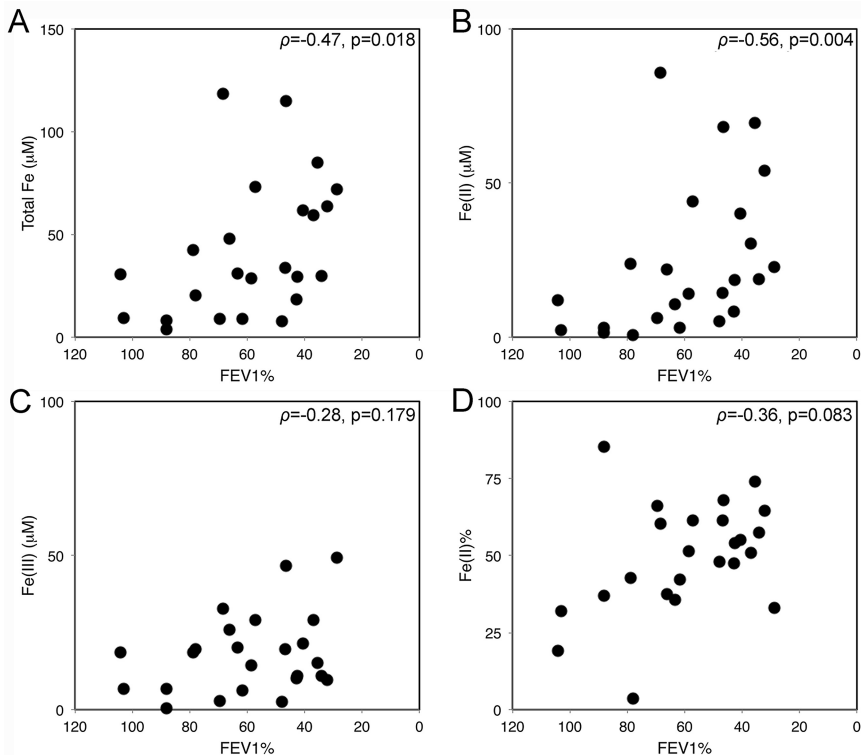 A
ρ=-0.47, p=0.018
150
100
50
0
Total Fe (μM)
120 100 80 60 40 20 0
FEV1%
B
ρ=-0.56, p=0.004
100
50
0
Fe(II) (μM)
120 100 80 60 40 20 0
FEV1%
C
ρ=-0.28, p=0.179
100
50
0
Fe(III) (μM)
120 100 80 60 40 20 0
FEV1%
D
ρ=-0.36, p=0.083
100
75
50
25
0
Fe(II)%
120 100 80 60 40 20 0
FEV1%